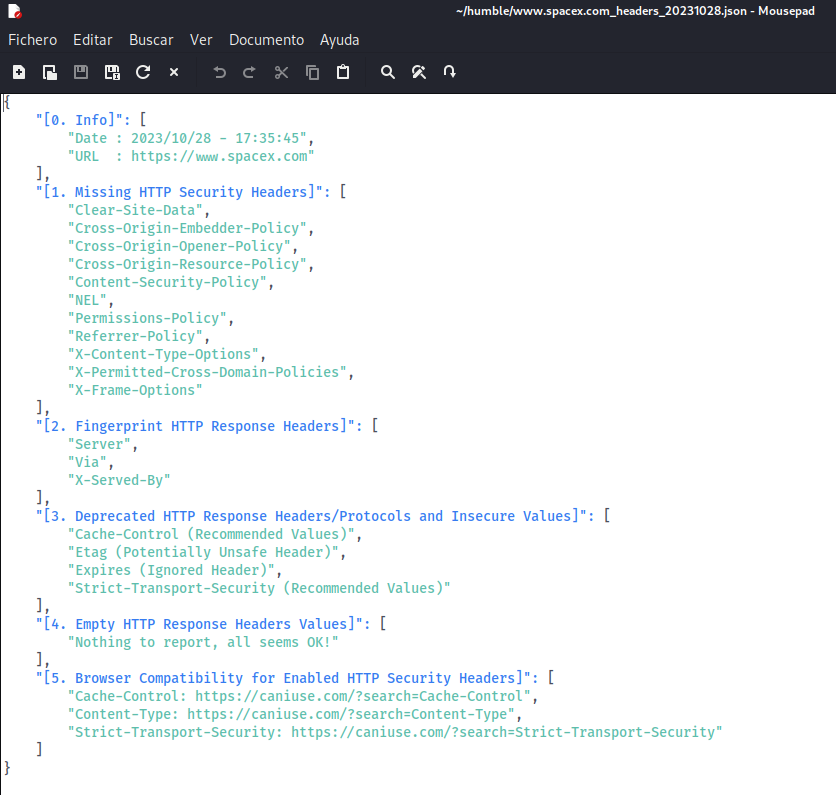 ~/humble/www.spacex.com_headers_20231028.json - Mousepad
Fichero Editar Buscar Ver Documento Ayuda
{
    "[0. Info]": [
        "Date : 2023/10/28 - 17:35:45",
        "URL  : https://www.spacex.com"
    ],
    "[1. Missing HTTP Security Headers]": [
        "Clear-Site-Data",
        "Cross-Origin-Embedder-Policy",
        "Cross-Origin-Opener-Policy",
        "Cross-Origin-Resource-Policy",
        "Content-Security-Policy",
        "NEL",
        "Permissions-Policy",
        "Referrer-Policy",
        "X-Content-Type-Options",
        "X-Permitted-Cross-Domain-Policies",
        "X-Frame-Options"
    ],
    "[2. Fingerprint HTTP Response Headers]": [
        "Server",
        "Via",
        "X-Served-By"
    ],
    "[3. Deprecated HTTP Response Headers/Protocols and Insecure Values]": [
        "Cache-Control (Recommended Values)",
        "Etag (Potentially Unsafe Header)",
        "Expires (Ignored Header)",
        "Strict-Transport-Security (Recommended Values)"
    ],
    "[4. Empty HTTP Response Headers Values]": [
        "Nothing to report, all seems OK!"
    ],
    "[5. Browser Compatibility for Enabled HTTP Security Headers]": [
        "Cache-Control: https://caniuse.com/?search=Cache-Control",
        "Content-Type: https://caniuse.com/?search=Content-Type",
        "Strict-Transport-Security: https://caniuse.com/?search=Strict-Transport-Security"
    ]
}